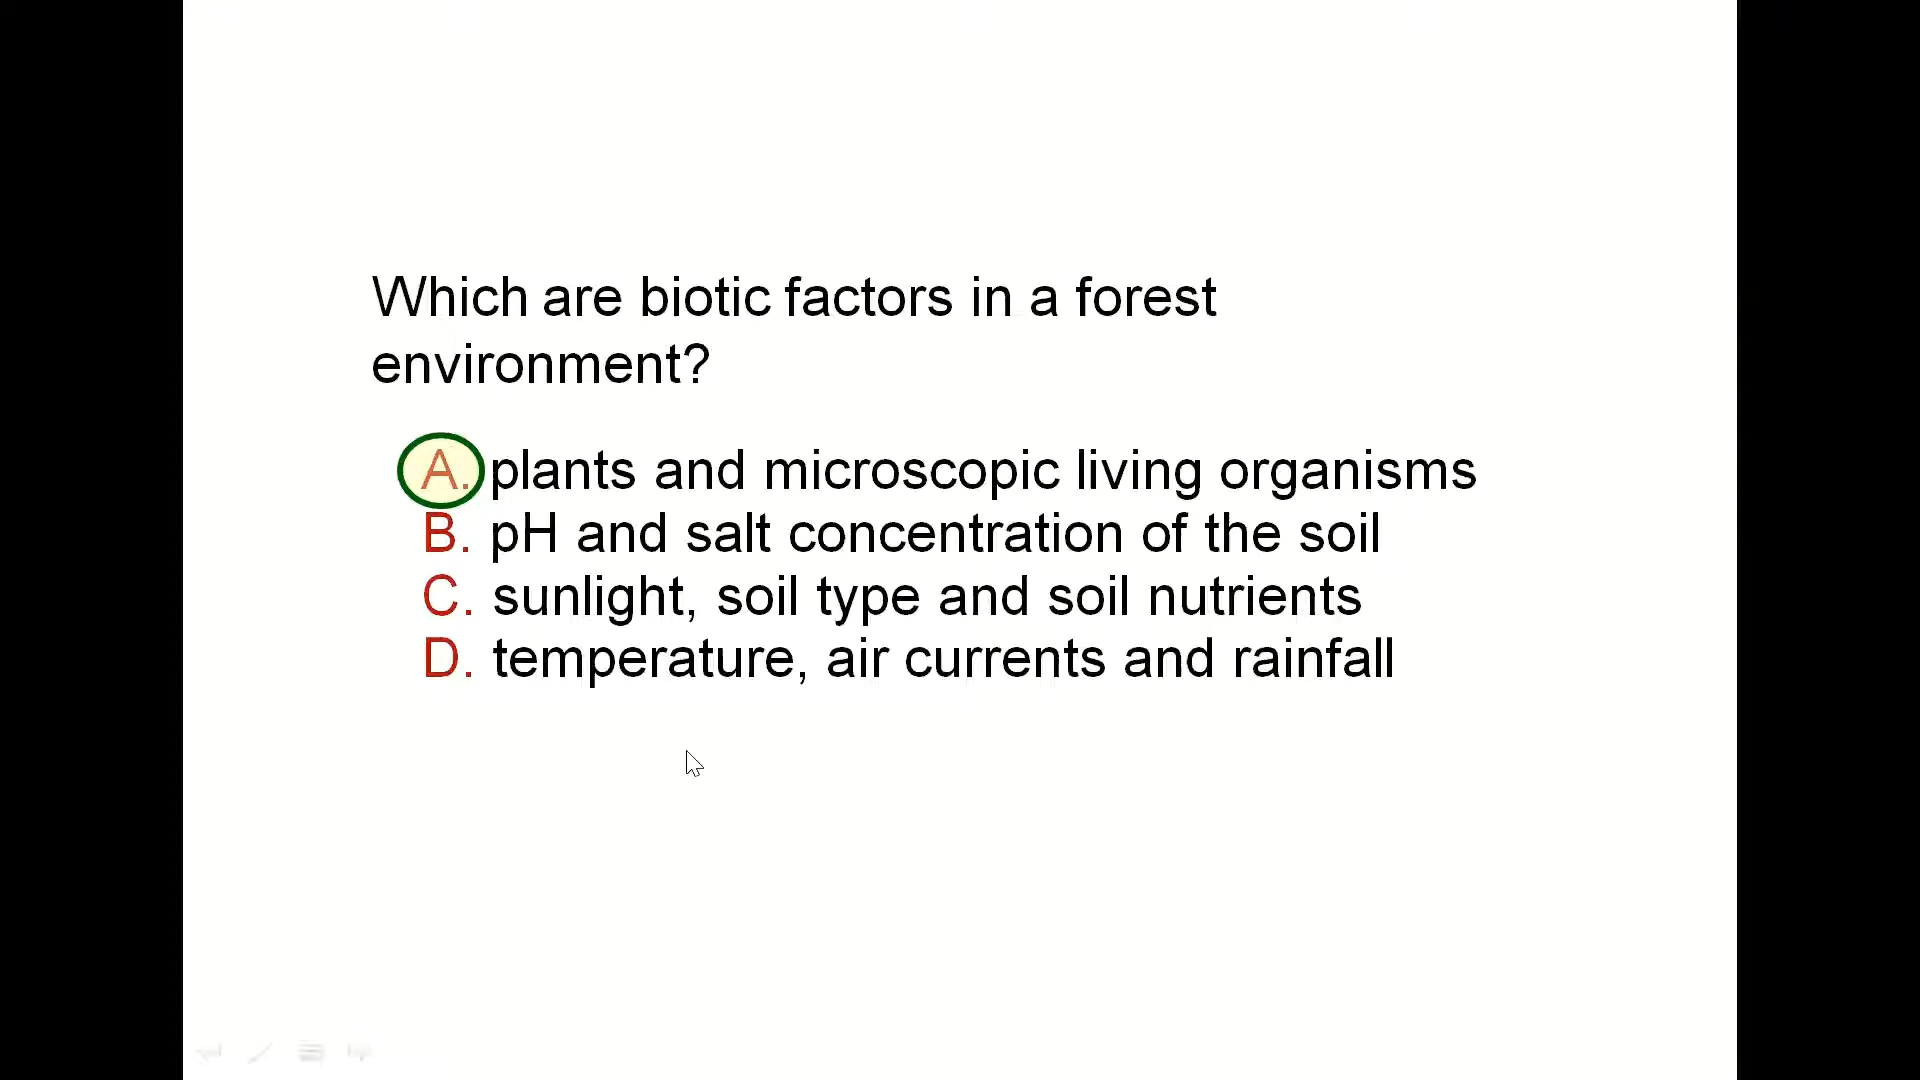 Which are biotic factors in a forest
environment?
A. plants and microscopic living organisms
B. pH and salt concentration of the soil
C. sunlight, soil type and soil nutrients
D. temperature, air currents and rainfall